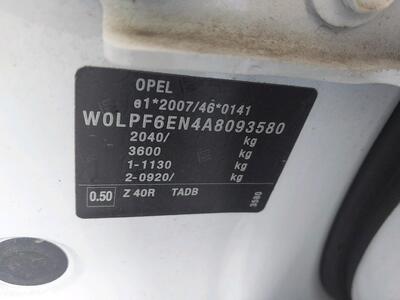 OPEL
e1*2007/46*0141
W0LPF6EN4A8093580
2040/ kg
3600 kg
1-1130 kg
2-0920/ kg
0.50 Z 40R TADB
3580